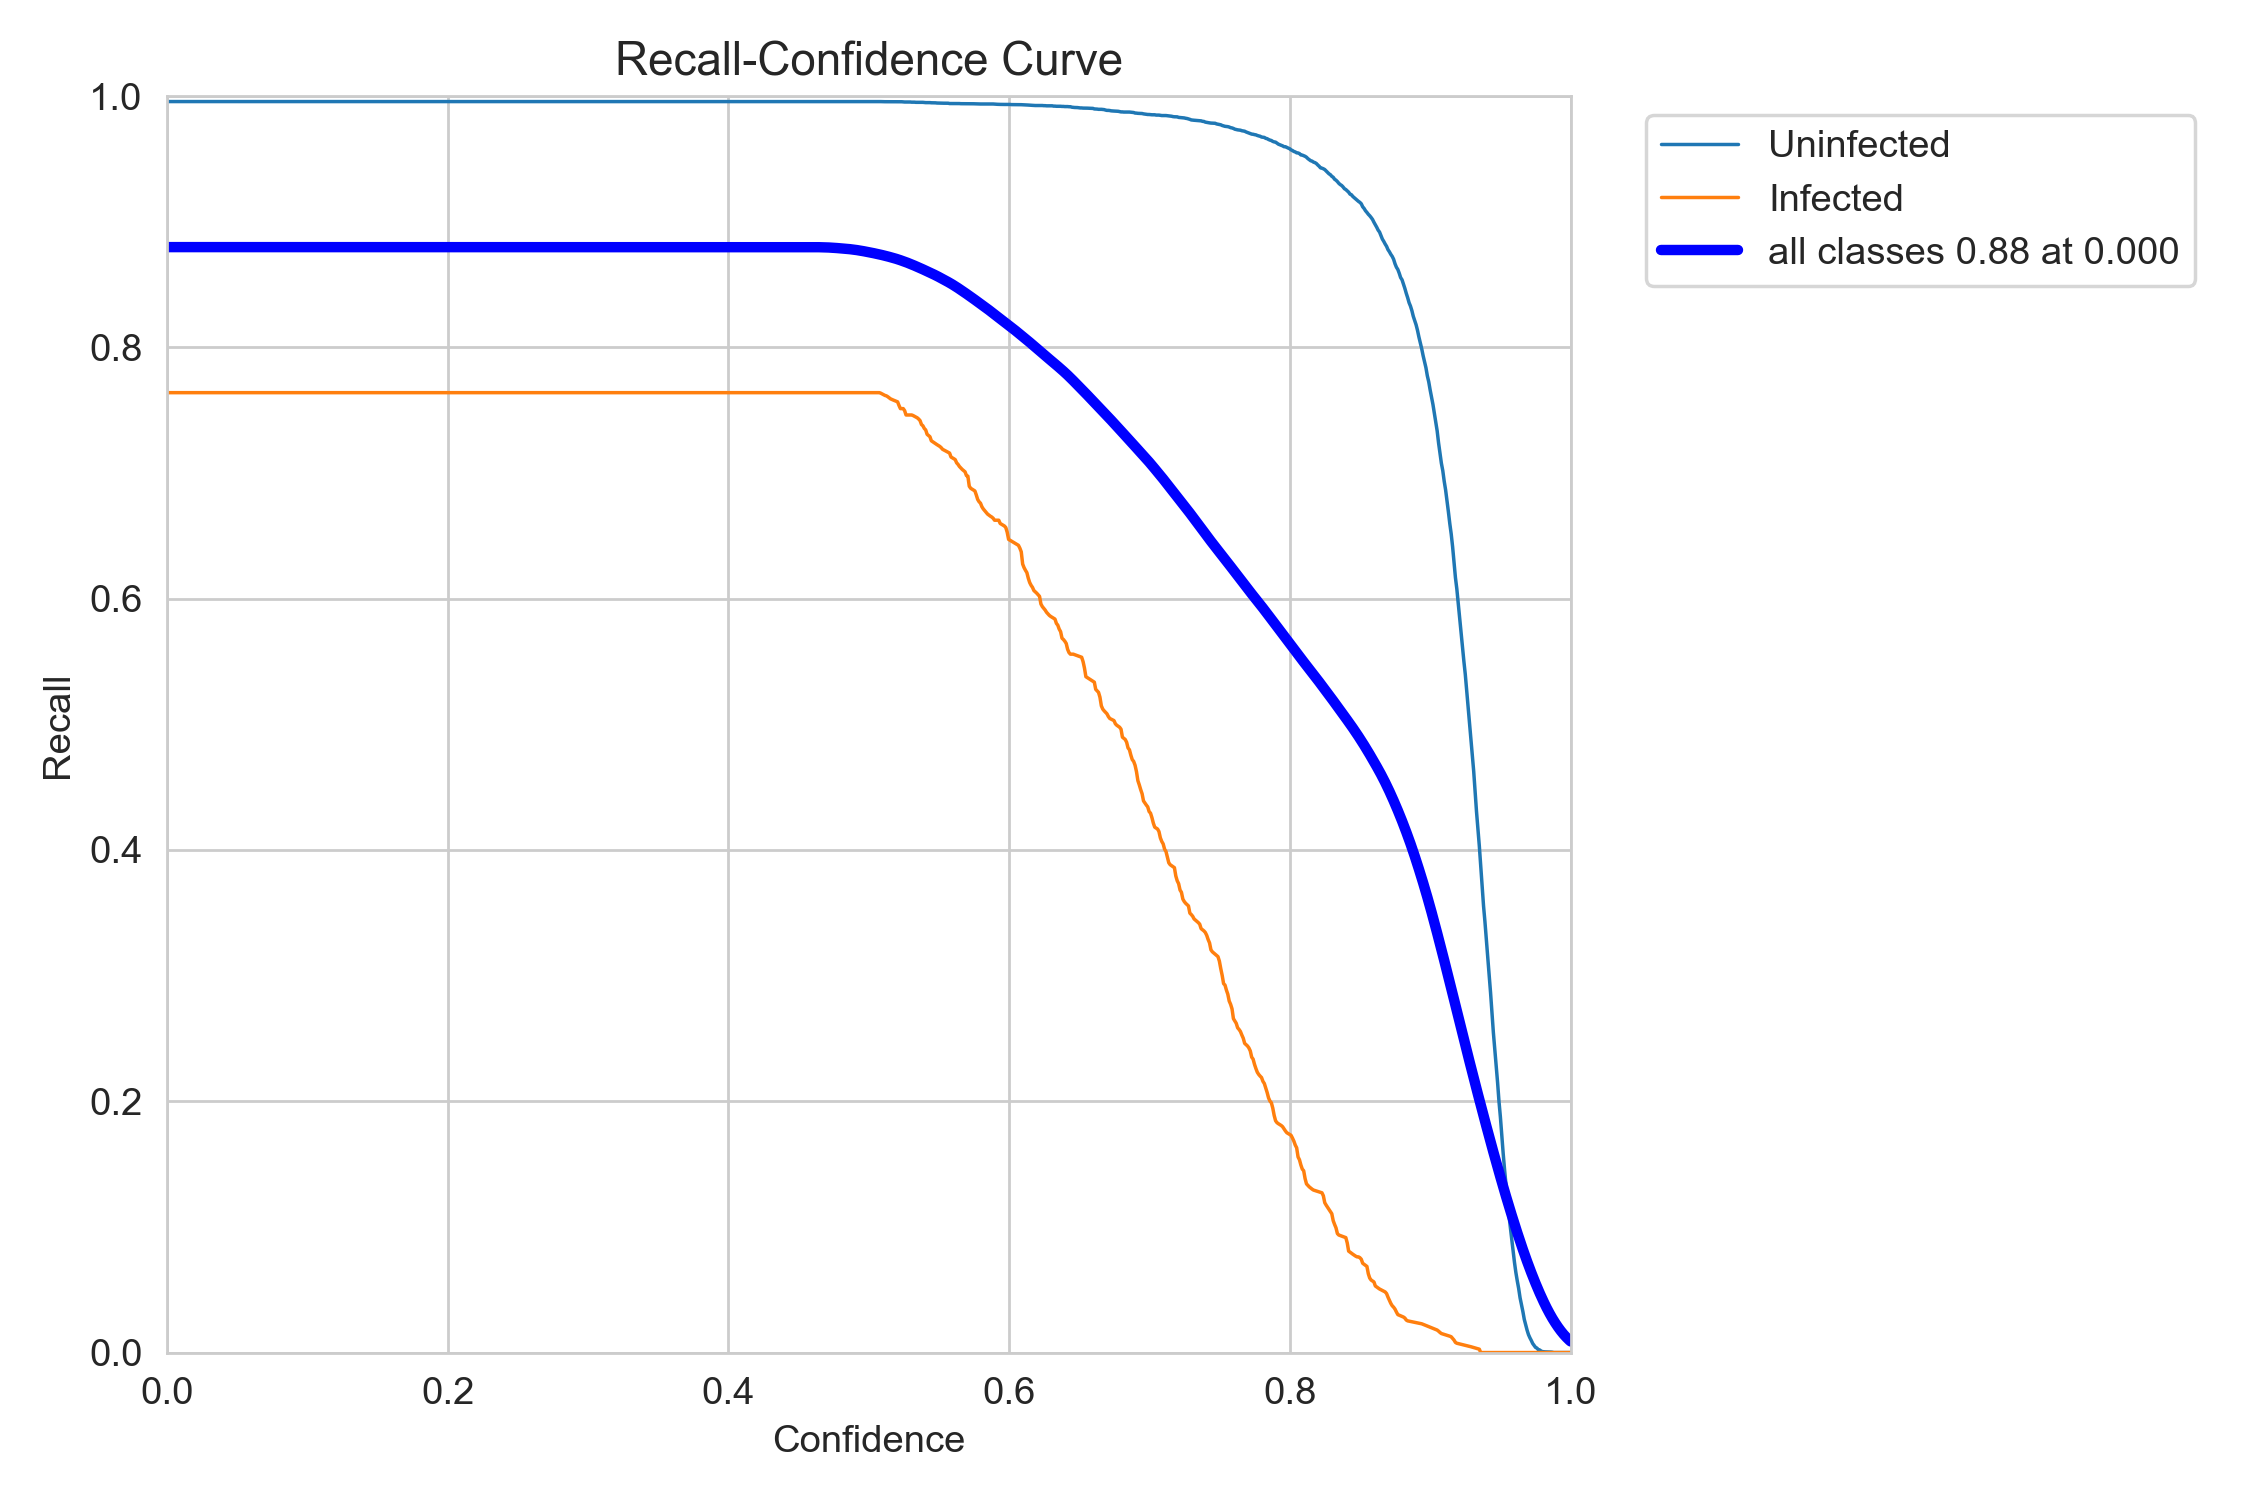 Recall-Confidence Curve
1.0
0.8
0.6
0.4
0.2
0.0
Recall
0.0 0.2 0.4 0.6 0.8 1.0
Confidence
Uninfected
Infected
all classes 0.88 at 0.000